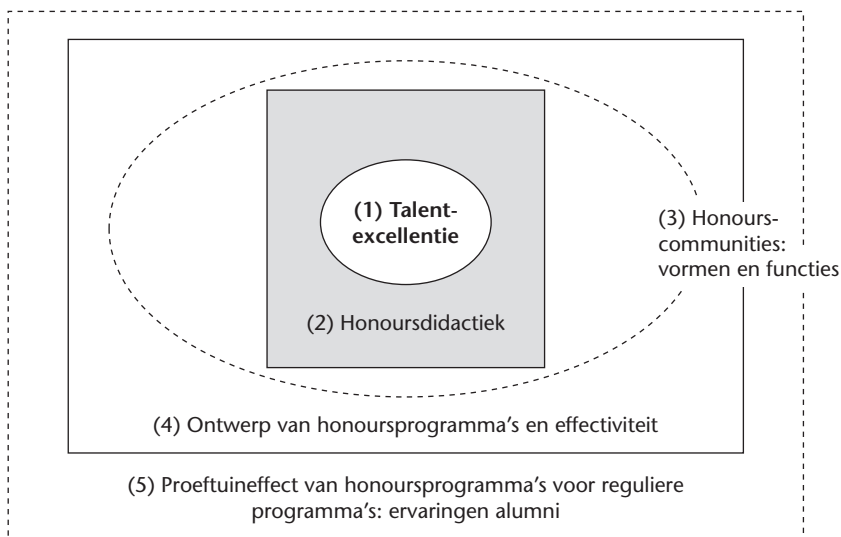 (1) Talent-
excellentie
(3) Honours-
communities:
vormen en functies
(2) Honoursdidactiek
(4) Ontwerp van honoursprogramma's en effectiviteit
(5) Proeftuineffect van honoursprogramma's voor reguliere
programma's: ervaringen alumni